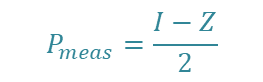 P_meas = (I − Z) / 2